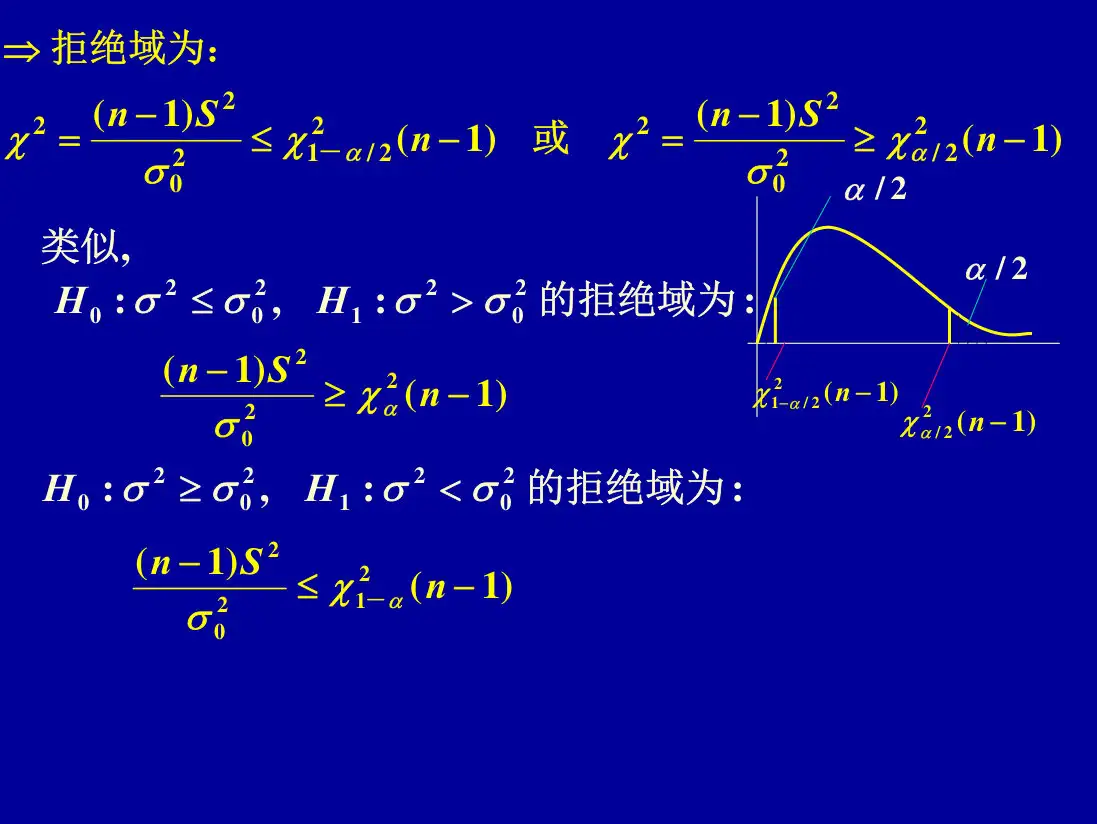 ⇒ 拒绝域为:
χ² = (n−1)S² / σ₀² ≤ χ²₁₋α/₂(n−1) 或 χ² = (n−1)S² / σ₀² ≥ χ²α/₂(n−1)
α / 2
类似,
α / 2
H₀ : σ² ≤ σ₀², H₁ : σ² > σ₀² 的拒绝域为:
(n−1)S² / σ₀² ≥ χ²α(n−1)
χ²₁₋α/₂(n−1)
χ²α/₂(n−1)
H₀ : σ² ≥ σ₀², H₁ : σ² < σ₀² 的拒绝域为:
(n−1)S² / σ₀² ≤ χ²₁₋α(n−1)